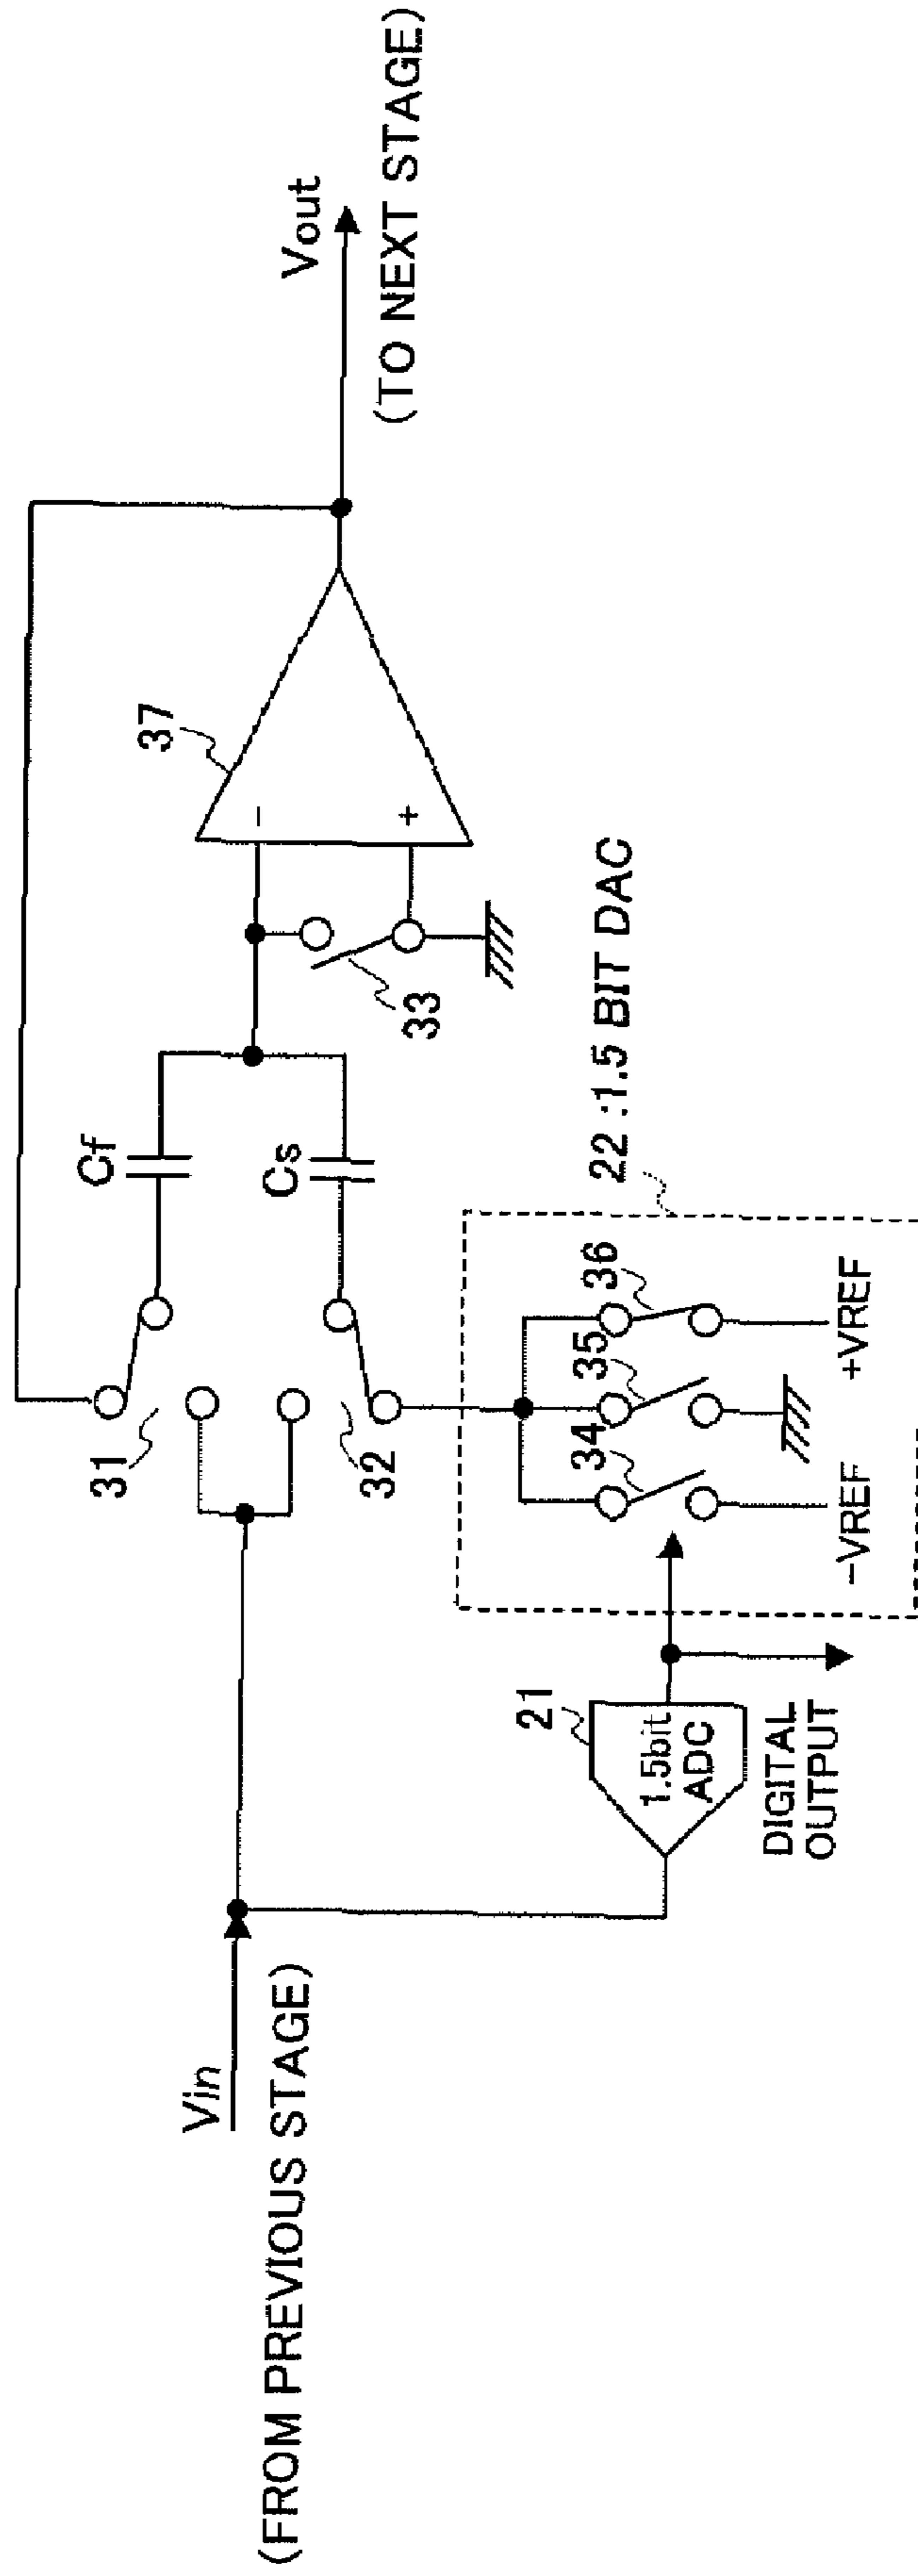 Vin
(FROM PREVIOUS STAGE)
31
32
Cf
Cs
33
37
-
+
Vout
(TO NEXT STAGE)
21
1.5bit
ADC
DIGITAL
OUTPUT
34
35
36
-VREF
+VREF
22 :1.5 BIT DAC